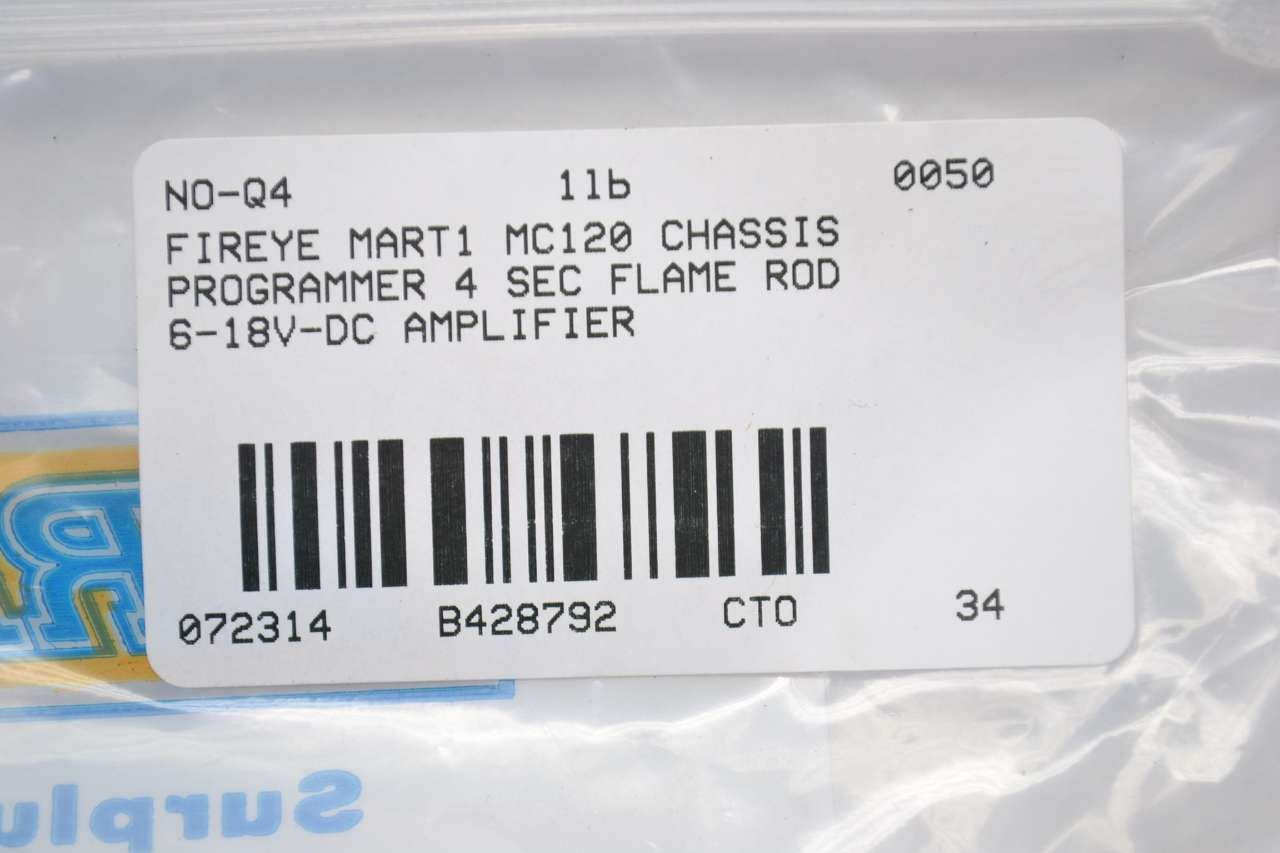 NO-Q4 1lb 0050
FIREYE MART1 MC120 CHASSIS
PROGRAMMER 4 SEC FLAME ROD
6-18V-DC AMPLIFIER
072314 B428792 CTO 34
Surplu